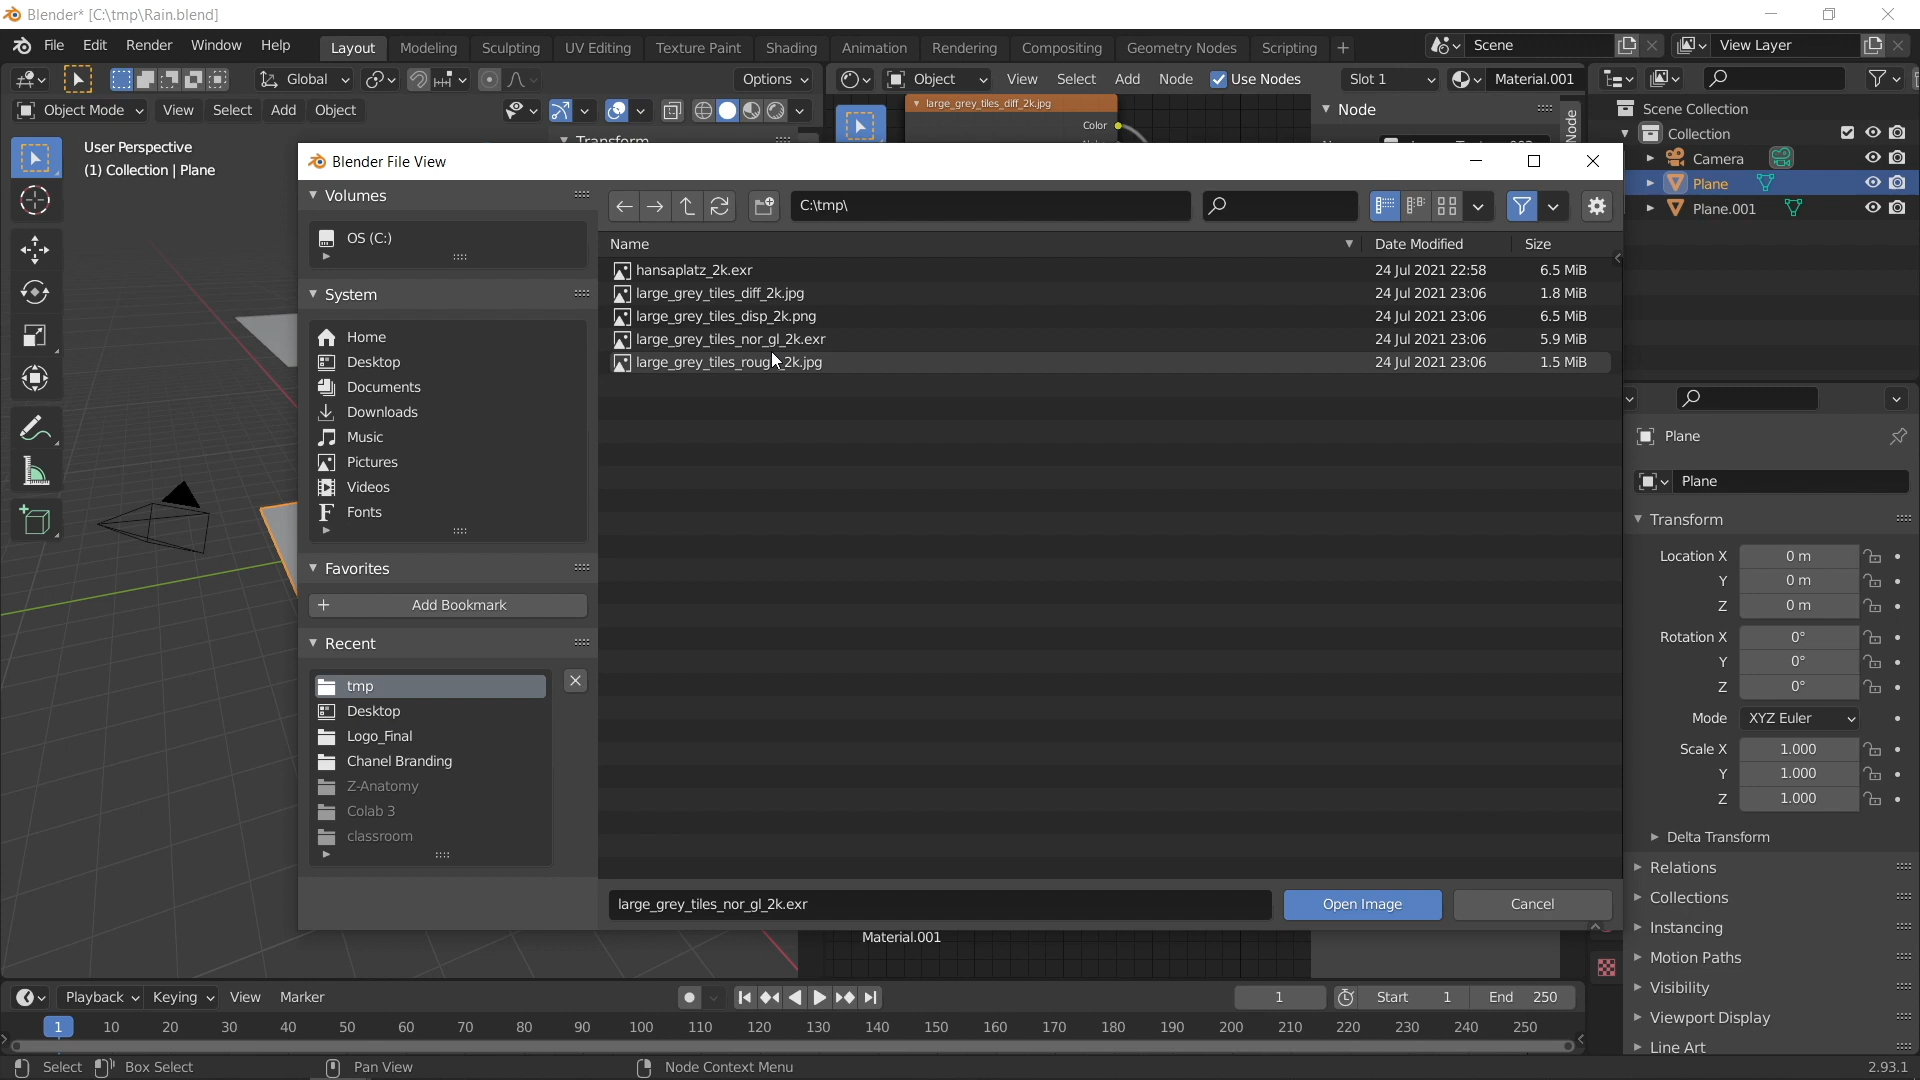 Blender* [C:\tmp\Rain.blend]
File Edit Render Window Help Layout Modeling Sculpting UV Editing Texture Paint Shading Animation Rendering Compositing Geometry Nodes Scripting + Scene View Layer
Global Options Object View Select Add Node Use Nodes Slot 1 Material.001
Object Mode View Select Add Object large_grey_tiles_diff_2k.jpg Node Scene Collection
Color
Node
Transform
User Perspective
(1) Collection | Plane
Collection
Camera
Plane
Plane.001
Blender File View
Volumes
OS (C:)
System
Home
Desktop
Documents
Downloads
Music
Pictures
Videos
Fonts
Favorites
+ Add Bookmark
Recent
tmp
Desktop
Logo_Final
Chanel Branding
Z-Anatomy
Colab 3
classroom
C:\tmp\
Name Date Modified Size
hansaplatz_2k.exr 24 Jul 2021 22:58 6.5 MiB
large_grey_tiles_diff_2k.jpg 24 Jul 2021 23:06 1.8 MiB
large_grey_tiles_disp_2k.png 24 Jul 2021 23:06 6.5 MiB
large_grey_tiles_nor_gl_2k.exr 24 Jul 2021 23:06 5.9 MiB
large_grey_tiles_roug 2k.jpg 24 Jul 2021 23:06 1.5 MiB
large_grey_tiles_nor_gl_2k.exr Open Image Cancel
Material.001
Plane
Plane
Transform
Location X 0 m
Y 0 m
Z 0 m
Rotation X 0°
Y 0°
Z 0°
Mode XYZ Euler
Scale X 1.000
Y 1.000
Z 1.000
Delta Transform
Relations
Collections
Instancing
Motion Paths
Visibility
Viewport Display
Line Art
Playback Keying View Marker 1 Start 1 End 250
1 10 20 30 40 50 60 70 80 90 100 110 120 130 140 150 160 170 180 190 200 210 220 230 240 250
Select Box Select Pan View Node Context Menu 2.93.1